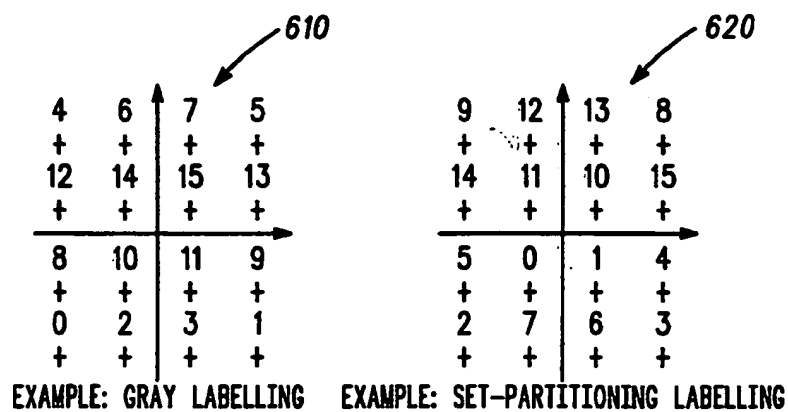 610 620
4 6 7 5 9 12 13 8
+ + + + + + + +
12 14 15 13 14 11 10 15
+ + + + + + + +
8 10 11 9 5 0 1 4
+ + + + + + + +
0 2 3 1 2 7 6 3
+ + + + + + + +
EXAMPLE: GRAY LABELLING EXAMPLE: SET-PARTITIONING LABELLING